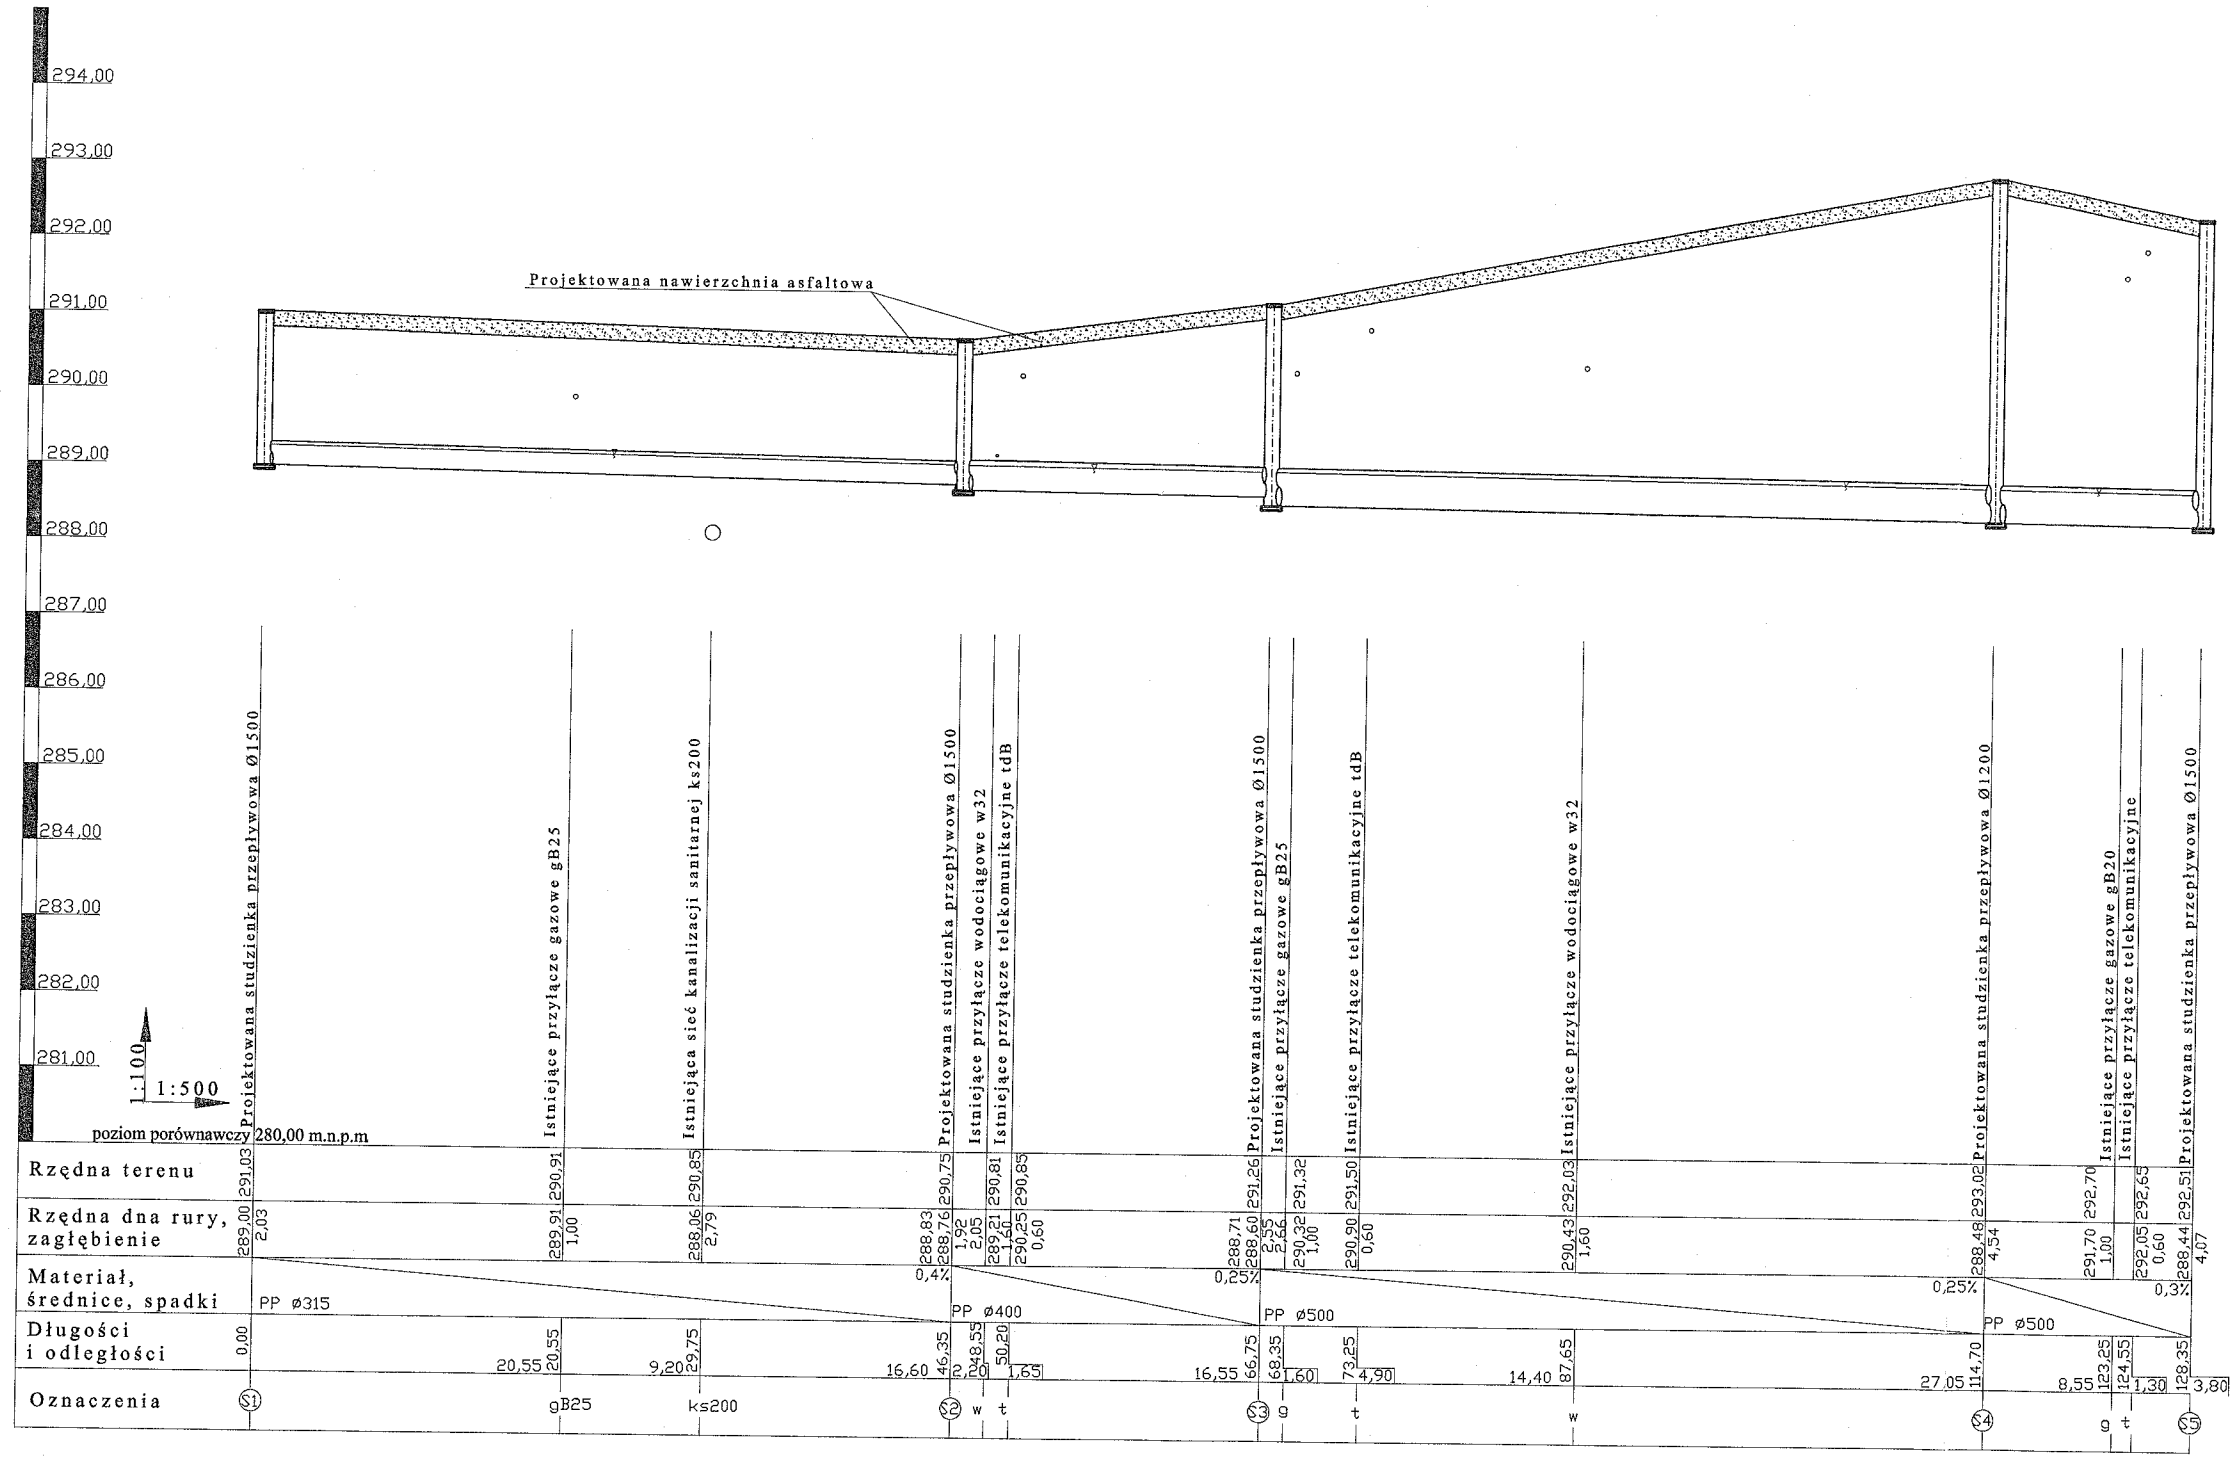 294,00
293,00
292,00
291,00
290,00
289,00
288,00
287,00
286,00
285,00
284,00
283,00
282,00
281,00
Projektowana nawierzchnia asfaltowa
1:100
1:500
poziom porównawczy 280,00 m.n.p.m
Projektowana studzienka przepływowa Ø1500
Istniejące przyłącze gazowe gB25
Istniejąca sieć kanalizacji sanitarnej ks200
Projektowana studzienka przepływowa Ø1500
Istniejące przyłącze wodociągowe w32
Istniejące przyłącze telekomunikacyjne tdB
Projektowana studzienka przepływowa Ø1500
Istniejące przyłącze gazowe gB25
Istniejące przyłącze telekomunikacyjne tdB
Istniejące przyłącze wodociągowe w32
Projektowana studzienka przepływowa Ø1200
Istniejące przyłącze gazowe gB20
Istniejące przyłącze telekomunikacyjne
Projektowana studzienka przepływowa Ø1500
Rzędna terenu
291,03 290,91 290,85 290,75 290,81 290,85 291,26 291,32 291,50 292,03 293,02 292,70 292,65 292,51
Rzędna dna rury,
zagłębienie
289,00 2,03
289,91 1,00
288,06 2,79
288,83 288,76 1,92 2,05
289,21 1,60
290,25 0,60
288,71 288,60 2,55 2,66
290,32 1,00
290,90 0,60
290,43 1,60
288,48 4,54
291,70 1,00
292,05 0,60
288,44 4,07
Materiał,
średnice, spadki
0,4% 0,25% 0,25% 0,3%
PP ø315 PP ø400 PP ø500 PP ø500
Długości
i odległości
0,00 20,55 29,75 46,35 48,55 50,20 66,75 68,35 73,25 87,65 114,70 123,25 124,55 128,35
20,55 9,20 16,60 2,20 1,65 16,55 1,60 4,90 14,40 27,05 8,55 1,30 3,80
Oznaczenia
S1 gB25 ks200 S2 w t S3 g t w S4 g t S5